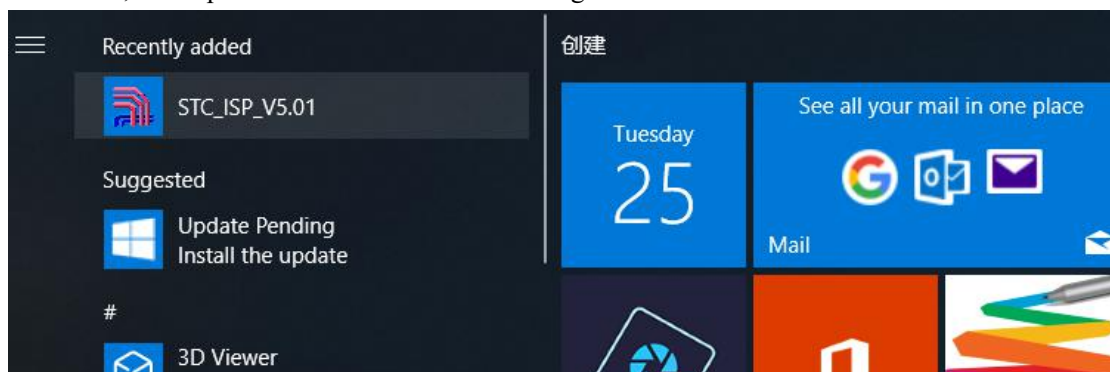 Recently added
STC_ISP_V5.01
Suggested
Update Pending
Install the update
#
3D Viewer
创建
Tuesday
25
See all your mail in one place
Mail